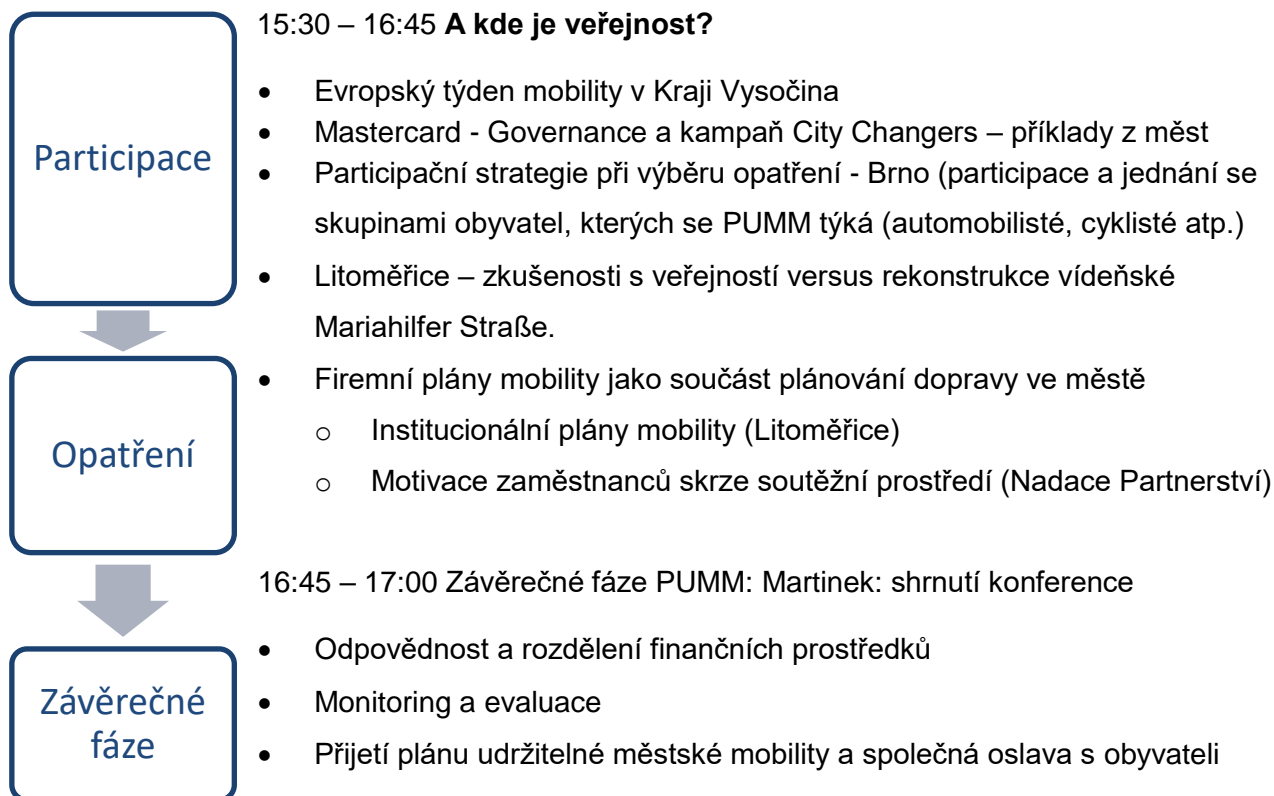 15:30 – 16:45 A kde je veřejnost?
Participace
• Evropský týden mobility v Kraji Vysočina
• Mastercard - Governance a kampaň City Changers – příklady z měst
• Participační strategie při výběru opatření - Brno (participace a jednání se
skupinami obyvatel, kterých se PUMM týká (automobilisté, cyklisté atp.)
• Litoměřice – zkušenosti s veřejností versus rekonstrukce vídeňské
Mariahilfer Straße.
Opatření
• Firemní plány mobility jako součást plánování dopravy ve městě
o Institucionální plány mobility (Litoměřice)
o Motivace zaměstnanců skrze soutěžní prostředí (Nadace Partnerství)
16:45 – 17:00 Závěrečné fáze PUMM: Martinek: shrnutí konference
Závěrečné
fáze
• Odpovědnost a rozdělení finančních prostředků
• Monitoring a evaluace
• Přijetí plánu udržitelné městské mobility a společná oslava s obyvateli